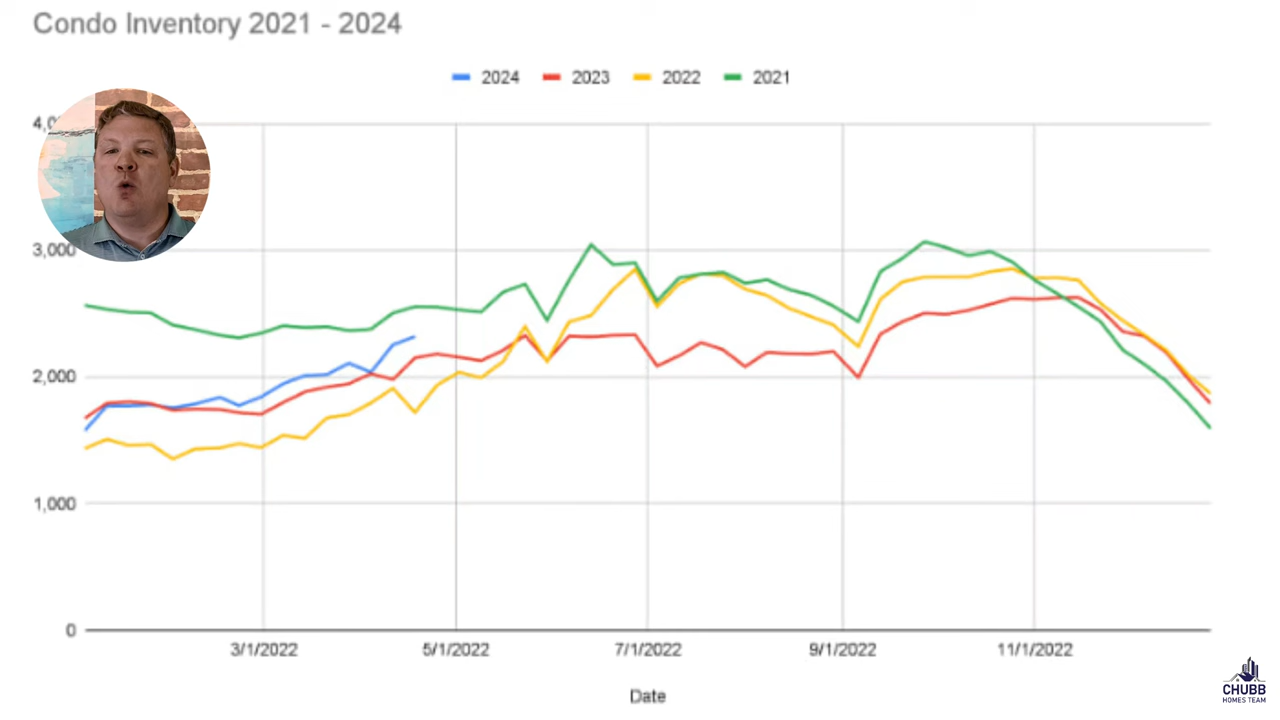 Condo Inventory 2021 - 2024
2024 2023 2022 2021
3,000
2,000
1,000
0
3/1/2022 5/1/2022 7/1/2022 9/1/2022 11/1/2022
Date
CHUBB
HOMES TEAM